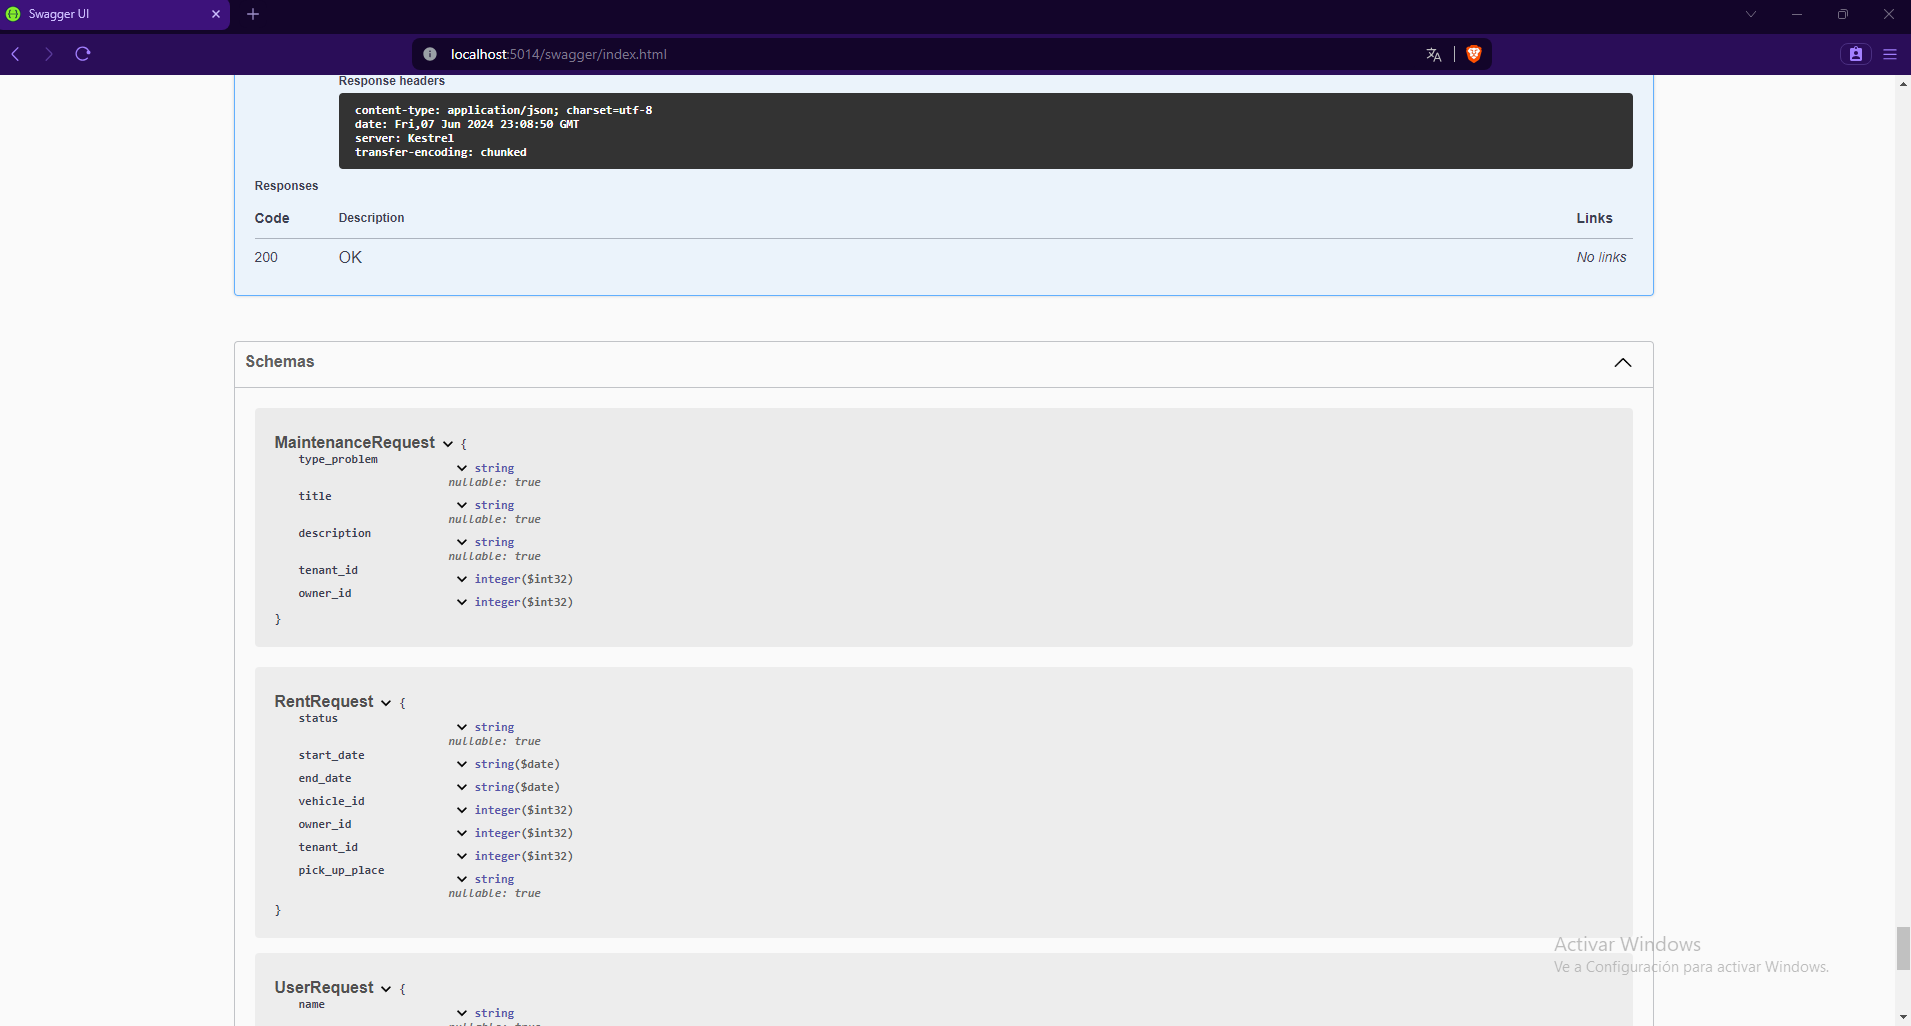 Swagger UI
localhost:5014/swagger/index.html
Response headers
content-type: application/json; charset=utf-8
date: Fri,07 Jun 2024 23:08:50 GMT
server: Kestrel
transfer-encoding: chunked
Responses
Code Description Links
200 OK No links
Schemas
MaintenanceRequest {
type_problem string
nullable: true
title string
nullable: true
description string
nullable: true
tenant_id integer($int32)
owner_id integer($int32)
}
RentRequest {
status string
nullable: true
start_date string($date)
end_date string($date)
vehicle_id integer($int32)
owner_id integer($int32)
tenant_id integer($int32)
pick_up_place string
nullable: true
}
Activar Windows
Ve a Configuración para activar Windows.
UserRequest {
name string
nullable: true